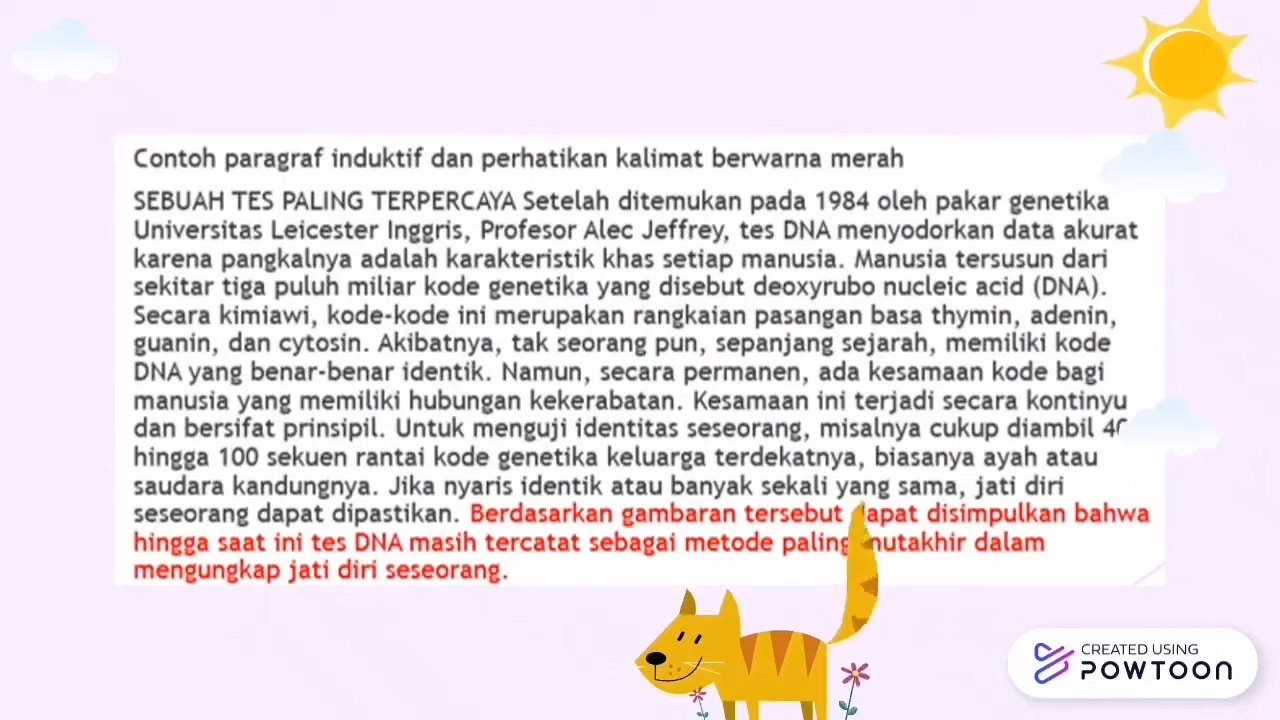 Contoh paragraf induktif dan perhatikan kalimat berwarna merah
SEBUAH TES PALING TERPERCAYA Setelah ditemukan pada 1984 oleh pakar genetika
Universitas Leicester Inggris, Profesor Alec Jeffrey, tes DNA menyodorkan data akurat
karena pangkalnya adalah karakteristik khas setiap manusia. Manusia tersusun dari
sekitar tiga puluh miliar kode genetika yang disebut deoxyrubo nucleic acid (DNA).
Secara kimiawi, kode-kode ini merupakan rangkaian pasangan basa thymin, adenin,
guanin, dan cytosin. Akibatnya, tak seorang pun, sepanjang sejarah, memiliki kode
DNA yang benar-benar identik. Namun, secara permanen, ada kesamaan kode bagi
manusia yang memiliki hubungan kekerabatan. Kesamaan ini terjadi secara kontinyu
dan bersifat prinsipil. Untuk menguji identitas seseorang, misalnya cukup diambil
hingga 100 sekuen rantai kode genetika keluarga terdekatnya, biasanya ayah atau
saudara kandungnya. Jika nyaris identik atau banyak sekali yang sama, jati diri
seseorang dapat dipastikan. Berdasarkan gambaran tersebut dapat disimpulkan bahwa
hingga saat ini tes DNA masih tercatat sebagai metode paling mutakhir dalam
mengungkap jati diri seseorang.
CREATED USING
POWTOON